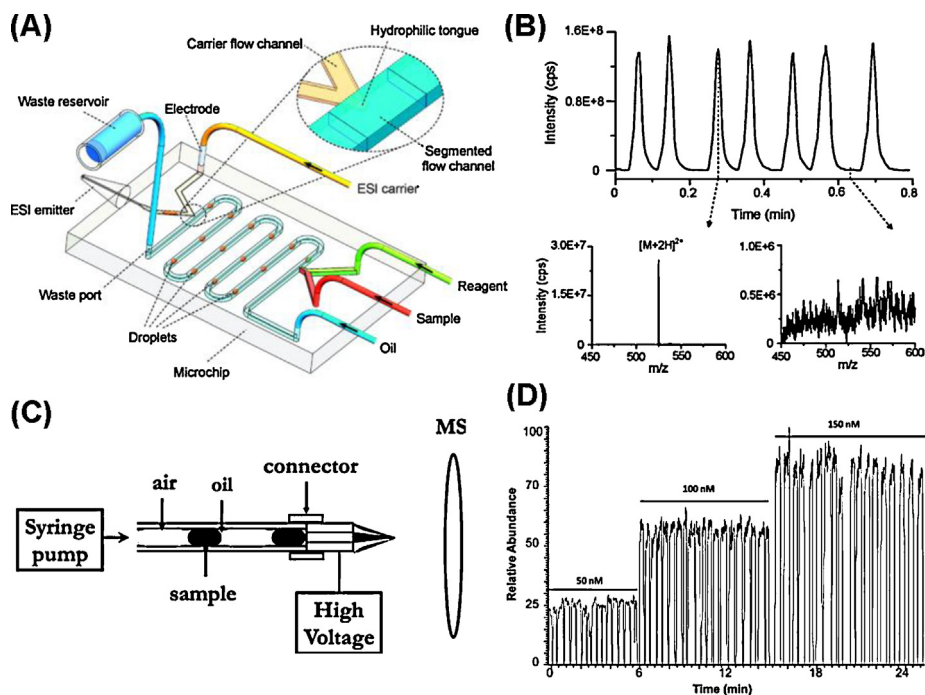 (A)
Carrier flow channel
Hydrophilic tongue
Waste reservoir
Electrode
Segmented
flow channel
ESI carrier
ESI emitter
Waste port
Reagent
Sample
Droplets
Oil
Microchip
(B)
Intensity (cps)
1.6E+8
0.8E+8
0
0 0.2 0.4 0.6 0.8
Time (min)
Intensity (cps)
3.0E+7
1.5E+7
0
[M+2H]²⁺
450 500 550 600
m/z
1.0E+6
0.5E+6
0
450 500 550 600
m/z
(C)
MS
connector
air
oil
Syringe
pump
sample
High
Voltage
(D)
Relative Abundance
100
75
50
25
0
50 nM
100 nM
150 nM
0 6 12 18 24
Time (min)